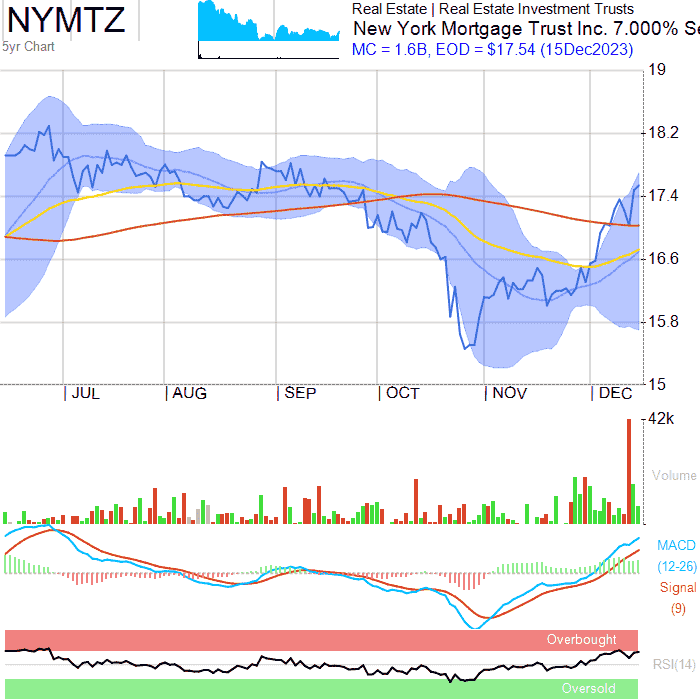 NYMTZ
5yr Chart
Real Estate | Real Estate Investment Trusts
New York Mortgage Trust Inc. 7.000% Se
MC = 1.6B, EOD = $17.54 (15Dec2023)
19
18.2
17.4
16.6
15.8
15
JUL AUG SEP OCT NOV DEC
42k
Volume
MACD
(12-26)
Signal
(9)
Overbought
RSI(14)
Oversold